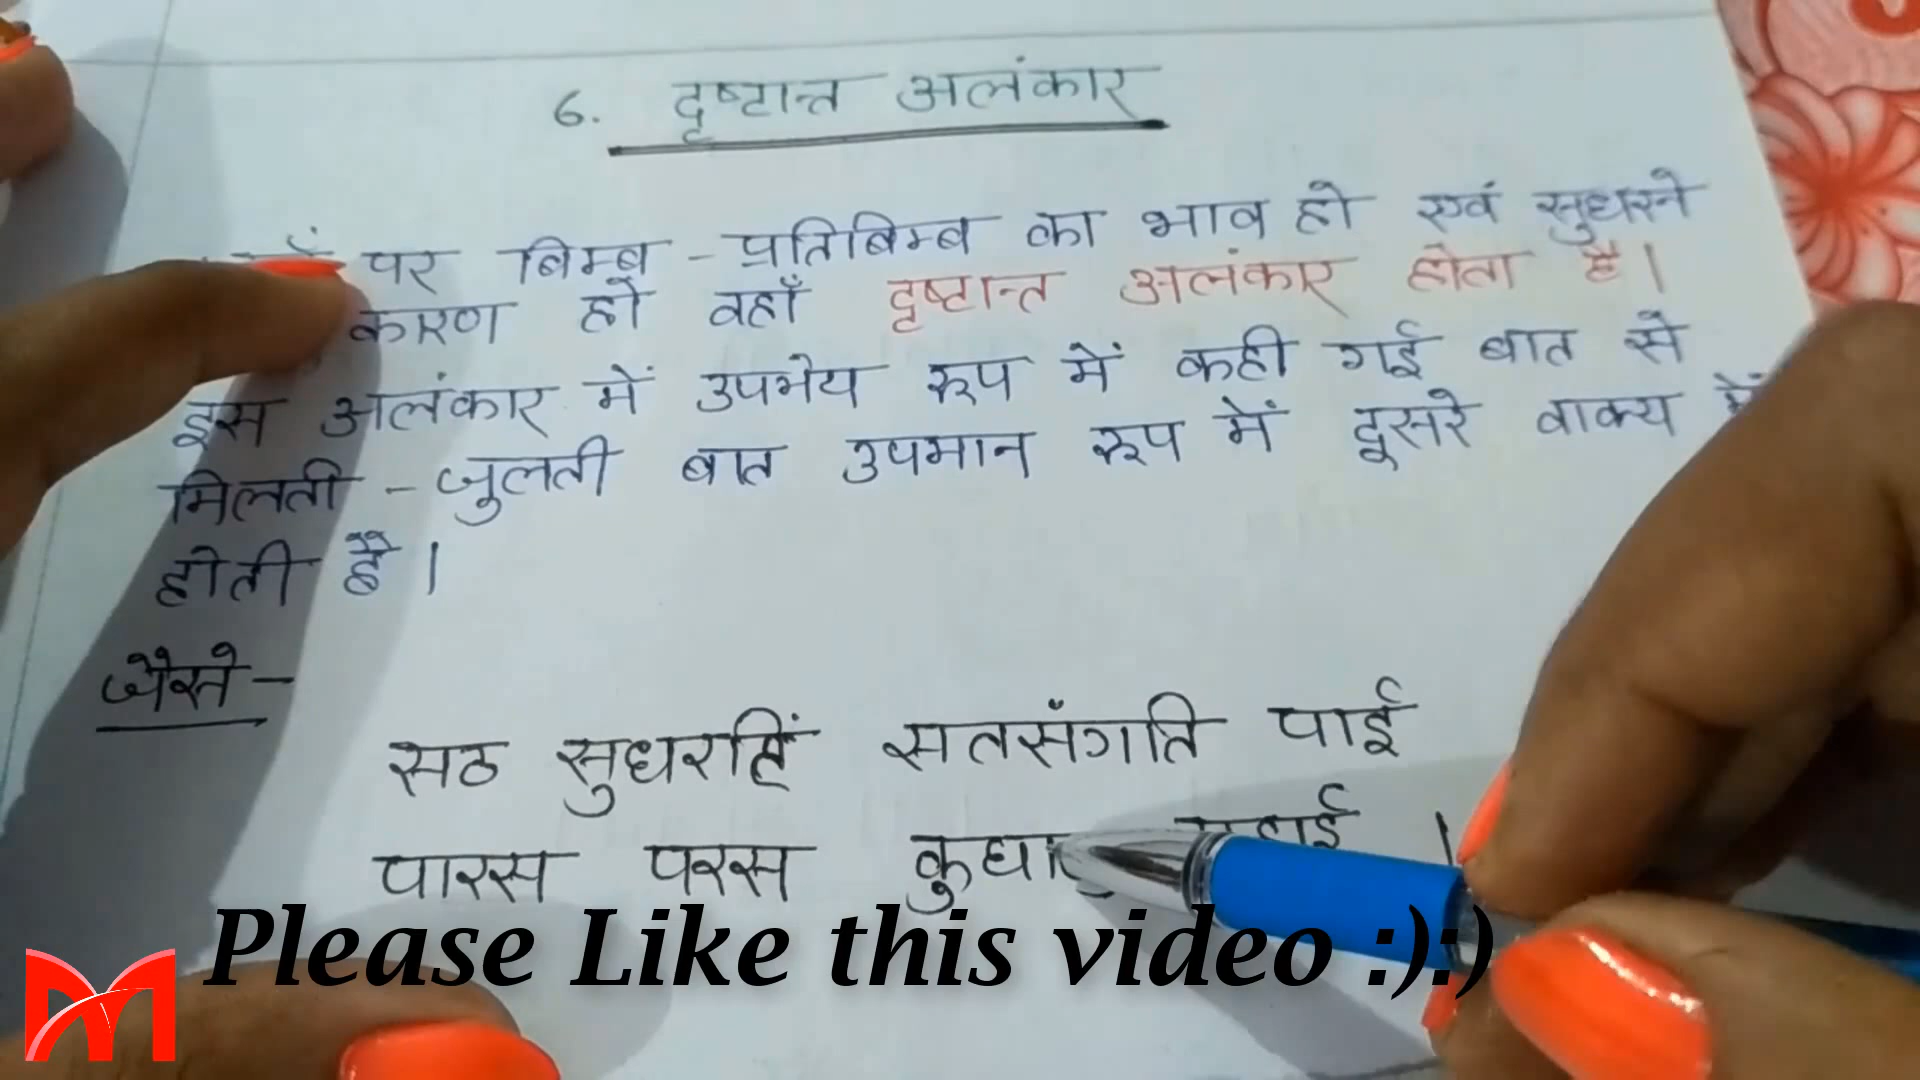 6. दृष्टान्त अलंकार
पर बिम्ब - प्रतिबिम्ब का भाव हो एवं सुधरने
कारण हो वहाँ दृष्टान्त अलंकार होता है।
इस अलंकार में उपमेय रूप में कही गई बात से
मिलती - जुलती बात उपमान रूप में दूसरे वाक्य में
होती है।
जैसे -
सठ सुधरहिं सतसंगति पाई
पारस परस ।
Please Like this video :):)